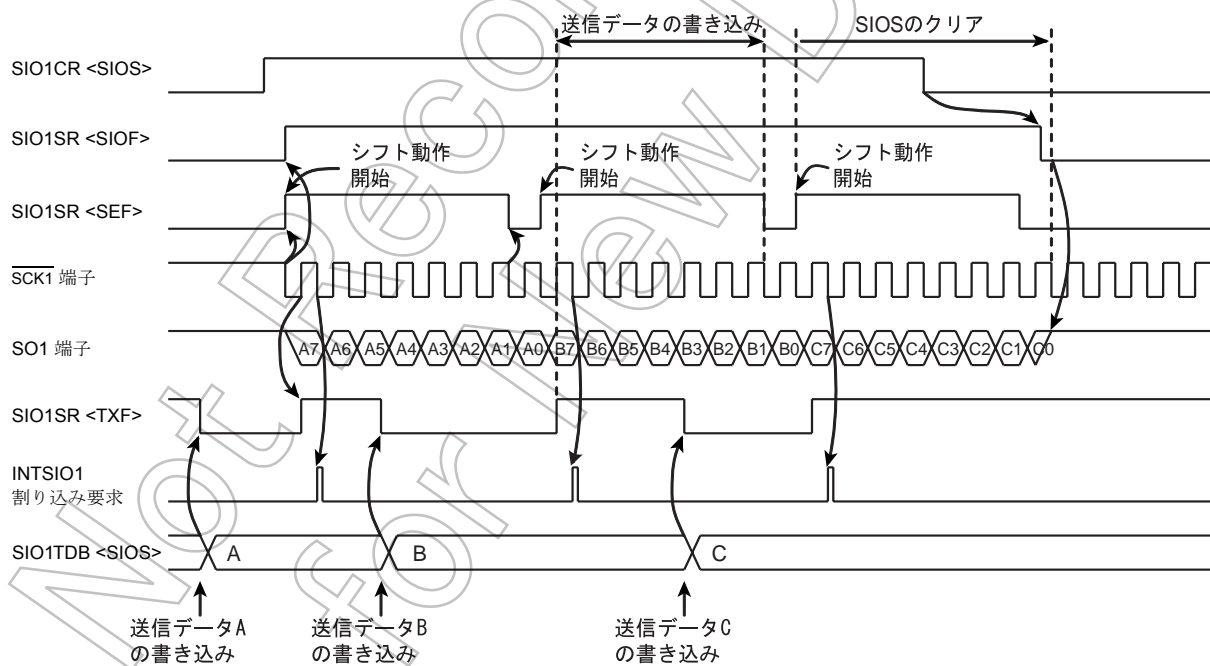 送信データの書き込み
SIOSのクリア
SIO1CR <SIOS>
SIO1SR <SIOF>
シフト動作
開始
シフト動作
開始
シフト動作
開始
SIO1SR <SEF>
SCK1 端子
SO1 端子
A7 A6 A5 A4 A3 A2 A1 A0 B7 B6 B5 B4 B3 B2 B1 B0 C7 C6 C5 C4 C3 C2 C1 C0
SIO1SR <TXF>
INTSIO1
割り込み要求
SIO1TDB <SIOS>
A
B
C
送信データA
の書き込み
送信データB
の書き込み
送信データC
の書き込み
Not Reco
for New D